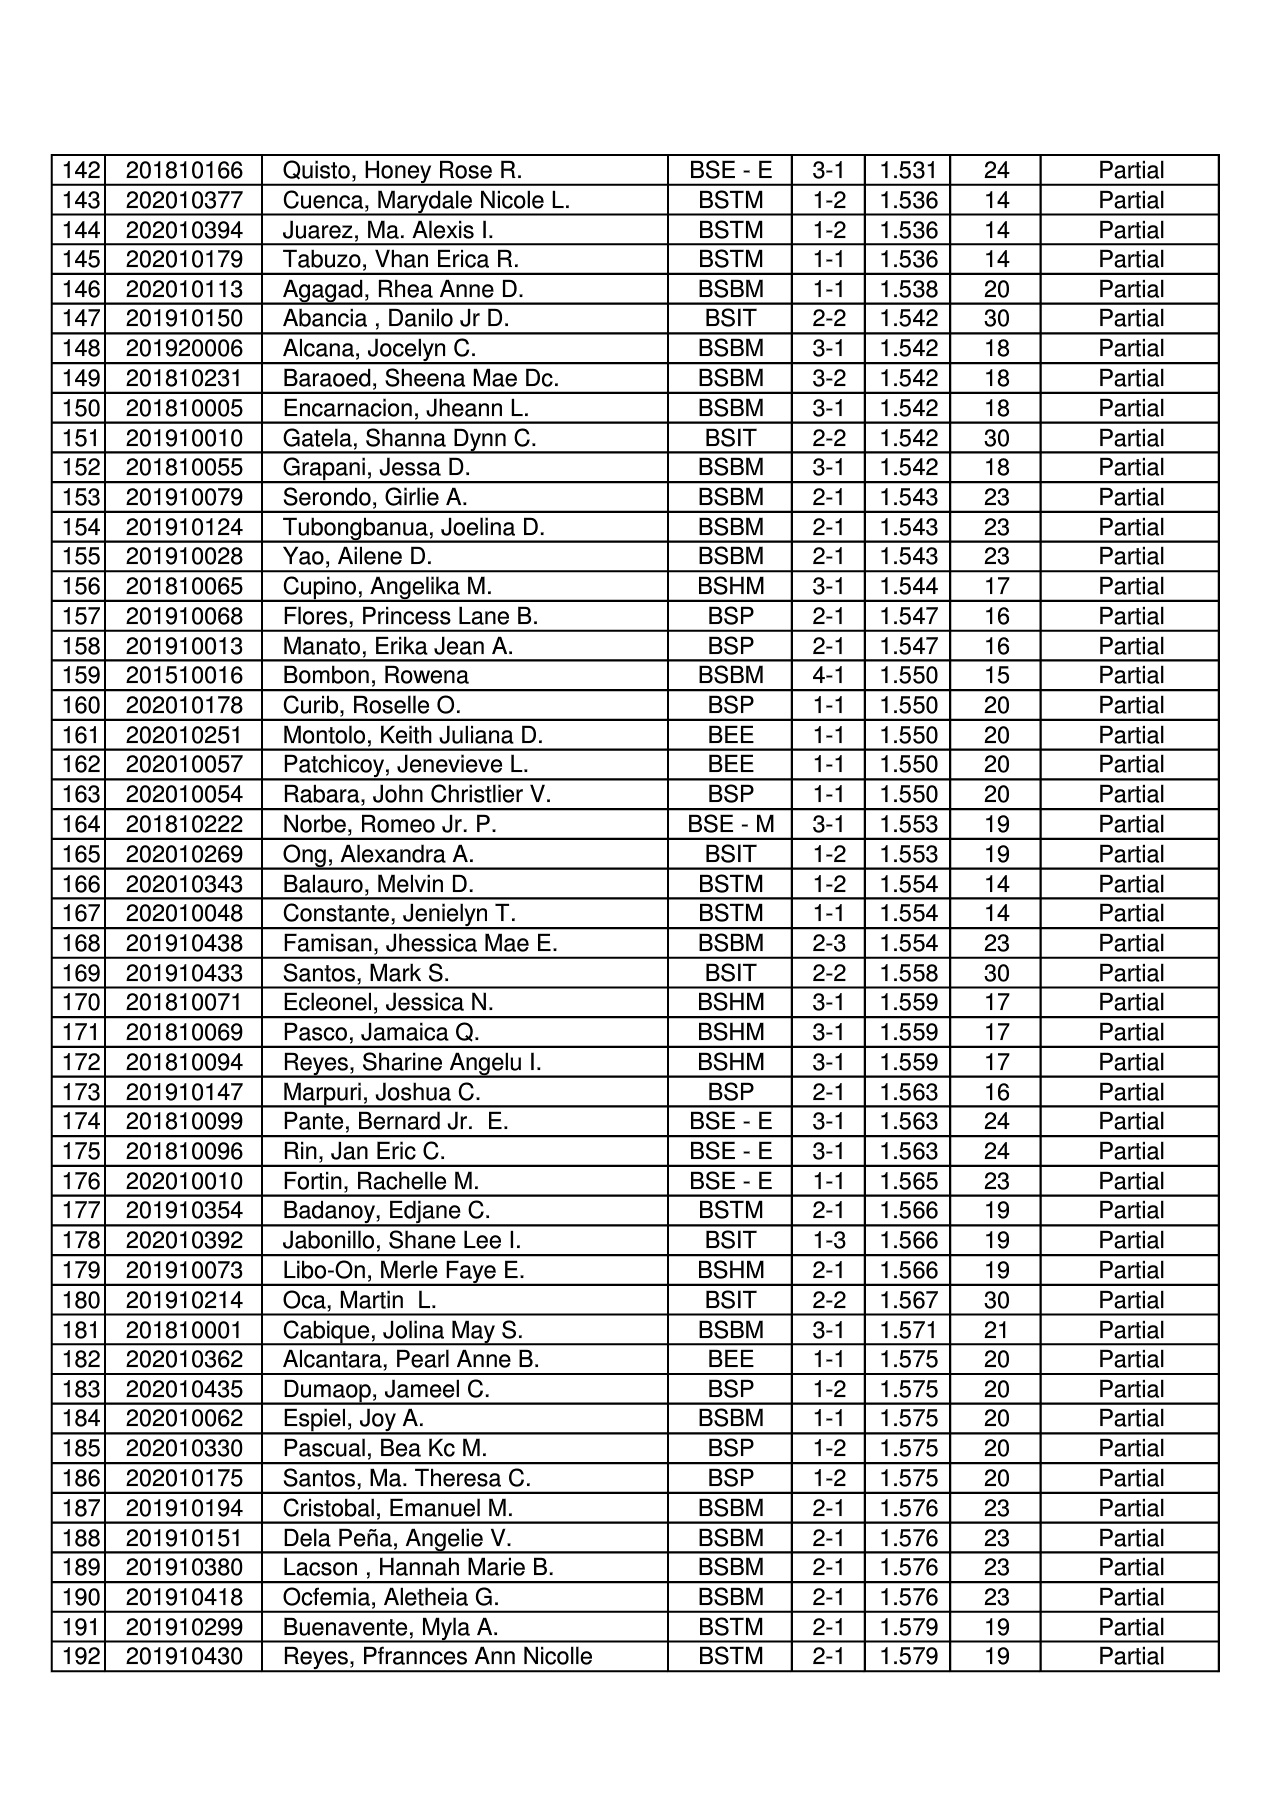 142 201810166 Quisto, Honey Rose R. BSE - E 3-1 1.531 24 Partial
143 202010377 Cuenca, Marydale Nicole L. BSTM 1-2 1.536 14 Partial
144 202010394 Juarez, Ma. Alexis I. BSTM 1-2 1.536 14 Partial
145 202010179 Tabuzo, Vhan Erica R. BSTM 1-1 1.536 14 Partial
146 202010113 Agagad, Rhea Anne D. BSBM 1-1 1.538 20 Partial
147 201910150 Abancia , Danilo Jr D. BSIT 2-2 1.542 30 Partial
148 201920006 Alcana, Jocelyn C. BSBM 3-1 1.542 18 Partial
149 201810231 Baraoed, Sheena Mae Dc. BSBM 3-2 1.542 18 Partial
150 201810005 Encarnacion, Jheann L. BSBM 3-1 1.542 18 Partial
151 201910010 Gatela, Shanna Dynn C. BSIT 2-2 1.542 30 Partial
152 201810055 Grapani, Jessa D. BSBM 3-1 1.542 18 Partial
153 201910079 Serondo, Girlie A. BSBM 2-1 1.543 23 Partial
154 201910124 Tubongbanua, Joelina D. BSBM 2-1 1.543 23 Partial
155 201910028 Yao, Ailene D. BSBM 2-1 1.543 23 Partial
156 201810065 Cupino, Angelika M. BSHM 3-1 1.544 17 Partial
157 201910068 Flores, Princess Lane B. BSP 2-1 1.547 16 Partial
158 201910013 Manato, Erika Jean A. BSP 2-1 1.547 16 Partial
159 201510016 Bombon, Rowena BSBM 4-1 1.550 15 Partial
160 202010178 Curib, Roselle O. BSP 1-1 1.550 20 Partial
161 202010251 Montolo, Keith Juliana D. BEE 1-1 1.550 20 Partial
162 202010057 Patchicoy, Jenevieve L. BEE 1-1 1.550 20 Partial
163 202010054 Rabara, John Christlier V. BSP 1-1 1.550 20 Partial
164 201810222 Norbe, Romeo Jr. P. BSE - M 3-1 1.553 19 Partial
165 202010269 Ong, Alexandra A. BSIT 1-2 1.553 19 Partial
166 202010343 Balauro, Melvin D. BSTM 1-2 1.554 14 Partial
167 202010048 Constante, Jenielyn T. BSTM 1-1 1.554 14 Partial
168 201910438 Famisan, Jhessica Mae E. BSBM 2-3 1.554 23 Partial
169 201910433 Santos, Mark S. BSIT 2-2 1.558 30 Partial
170 201810071 Ecleonel, Jessica N. BSHM 3-1 1.559 17 Partial
171 201810069 Pasco, Jamaica Q. BSHM 3-1 1.559 17 Partial
172 201810094 Reyes, Sharine Angelu I. BSHM 3-1 1.559 17 Partial
173 201910147 Marpuri, Joshua C. BSP 2-1 1.563 16 Partial
174 201810099 Pante, Bernard Jr.  E. BSE - E 3-1 1.563 24 Partial
175 201810096 Rin, Jan Eric C. BSE - E 3-1 1.563 24 Partial
176 202010010 Fortin, Rachelle M. BSE - E 1-1 1.565 23 Partial
177 201910354 Badanoy, Edjane C. BSTM 2-1 1.566 19 Partial
178 202010392 Jabonillo, Shane Lee I. BSIT 1-3 1.566 19 Partial
179 201910073 Libo-On, Merle Faye E. BSHM 2-1 1.566 19 Partial
180 201910214 Oca, Martin  L. BSIT 2-2 1.567 30 Partial
181 201810001 Cabique, Jolina May S. BSBM 3-1 1.571 21 Partial
182 202010362 Alcantara, Pearl Anne B. BEE 1-1 1.575 20 Partial
183 202010435 Dumaop, Jameel C. BSP 1-2 1.575 20 Partial
184 202010062 Espiel, Joy A. BSBM 1-1 1.575 20 Partial
185 202010330 Pascual, Bea Kc M. BSP 1-2 1.575 20 Partial
186 202010175 Santos, Ma. Theresa C. BSP 1-2 1.575 20 Partial
187 201910194 Cristobal, Emanuel M. BSBM 2-1 1.576 23 Partial
188 201910151 Dela Peña, Angelie V. BSBM 2-1 1.576 23 Partial
189 201910380 Lacson , Hannah Marie B. BSBM 2-1 1.576 23 Partial
190 201910418 Ocfemia, Aletheia G. BSBM 2-1 1.576 23 Partial
191 201910299 Buenavente, Myla A. BSTM 2-1 1.579 19 Partial
192 201910430 Reyes, Pfrannces Ann Nicolle BSTM 2-1 1.579 19 Partial